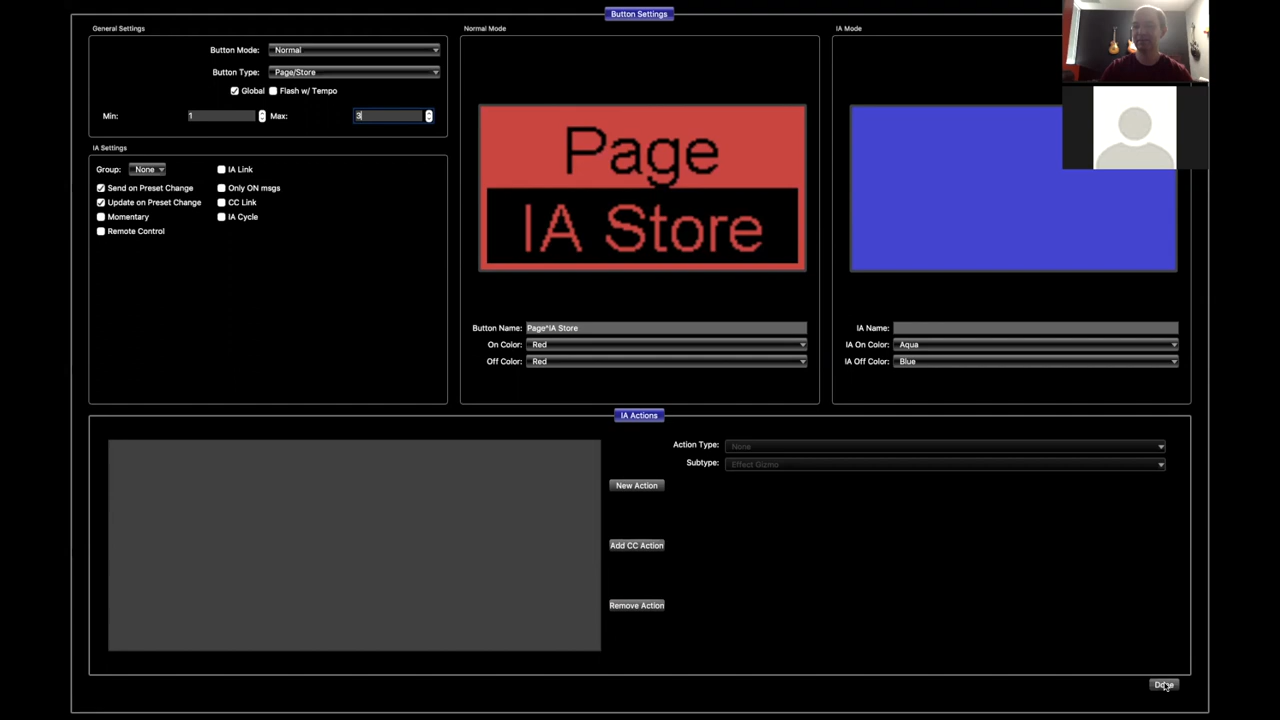 Button Settings
General Settings
Button Mode: Normal
Button Type: Page/Store
Global Flash w/ Tempo
Min: 1 Max: 3
IA Settings
Group: None IA Link
Send on Preset Change Only ON msgs
Update on Preset Change CC Link
Momentary IA Cycle
Remote Control
Normal Mode
Page
IA Store
Button Name: Page^IA Store
On Color: Red
Off Color: Red
IA Mode
IA Name:
IA On Color: Aqua
IA Off Color: Blue
IA Actions
New Action
Add CC Action
Remove Action
Action Type: None
Subtype: Effect Gizmo
Done